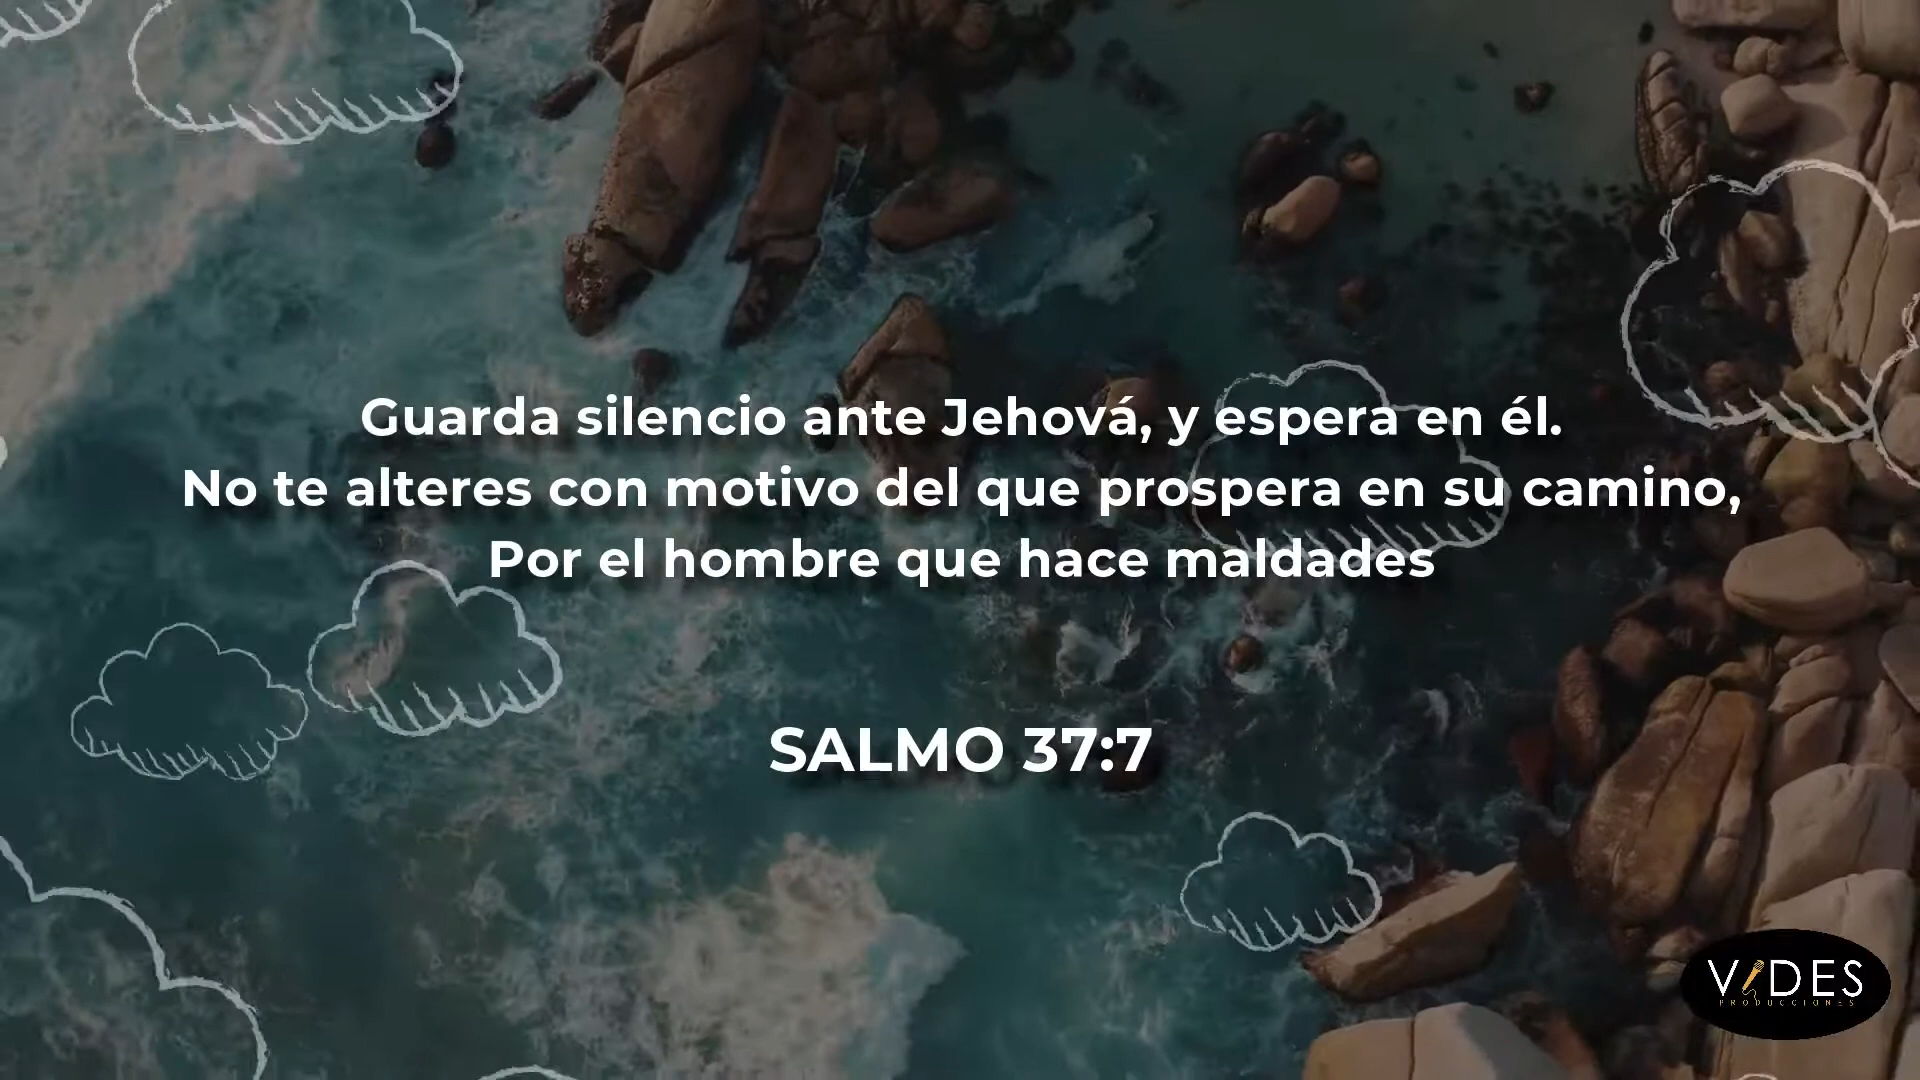 Guarda silencio ante Jehová, y espera en él.
No te alteres con motivo del que prospera en su camino,
Por el hombre que hace maldades
SALMO 37:7
VIDES
PRODUCCIONES